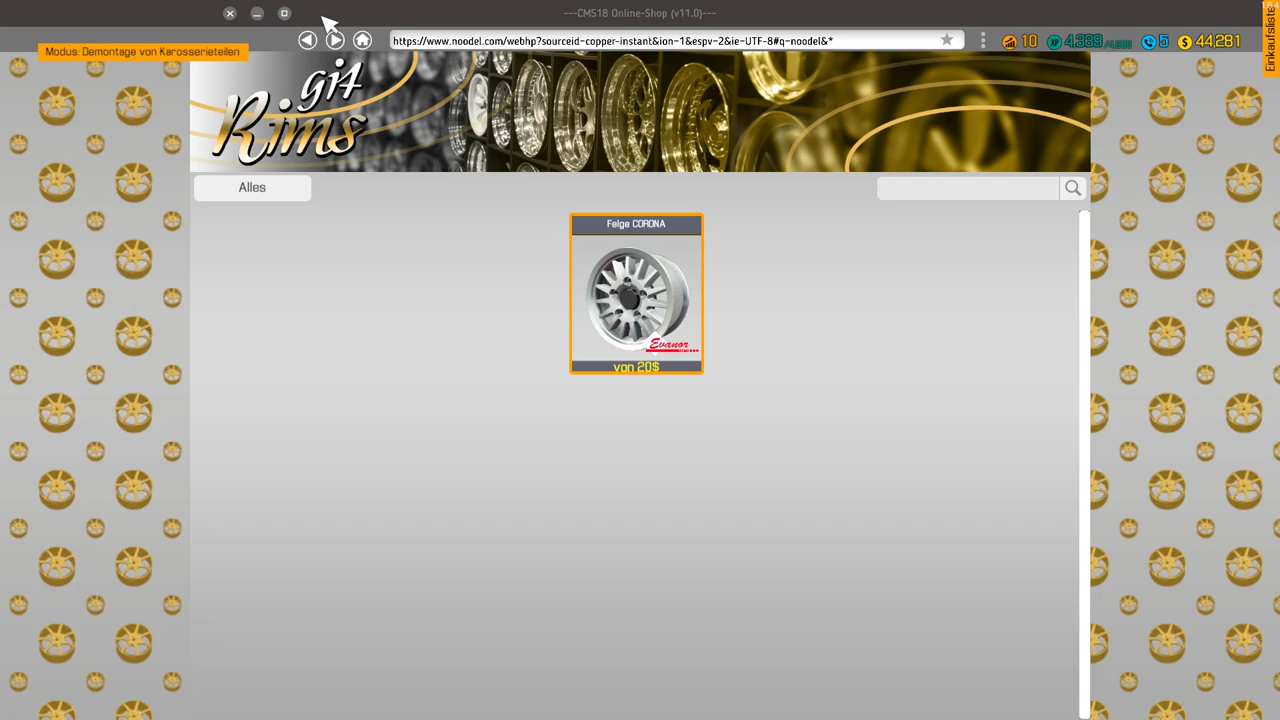 ---CMS18 Online-Shop (v11.0)---
https://www.noodel.com/webhp?sourceid-copper-instant&ion-1&espv-2&ie-UTF-8#q-noodel&*
10
XP 4,339
5
$ 44,281
Einkaufsliste
Modus: Demontage von Karosserieteilen
git
Rims
Alles
Felge CORONA
Evanor
von 20$